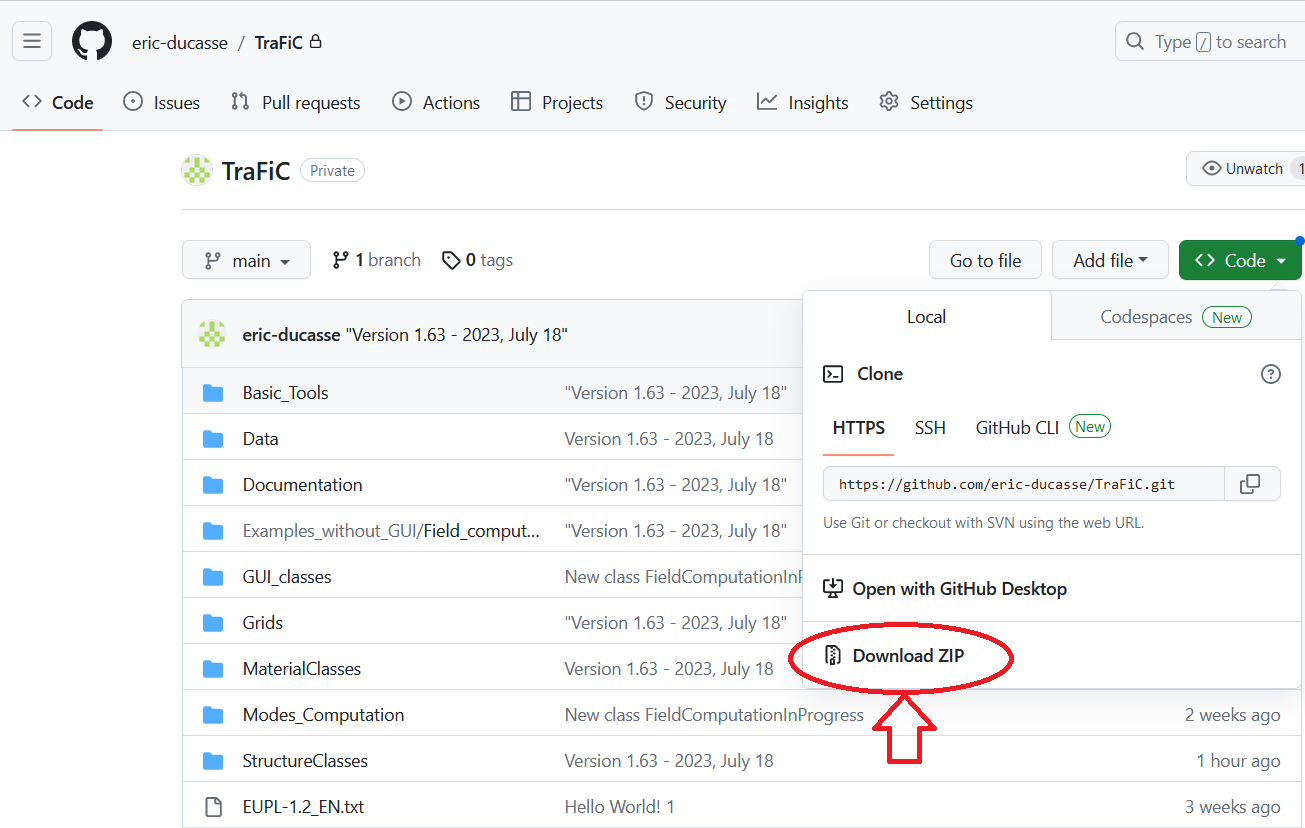 eric-ducasse / TraFiC
Type / to search
Code Issues Pull requests Actions Projects Security Insights Settings
TraFiC Private
Unwatch 1
main 1 branch 0 tags
Go to file Add file Code
eric-ducasse "Version 1.63 - 2023, July 18"
Basic_Tools "Version 1.63 - 2023, July 18"
Data Version 1.63 - 2023, July 18
Documentation "Version 1.63 - 2023, July 18"
Examples_without_GUI/Field_comput... "Version 1.63 - 2023, July 18"
GUI_classes New class FieldComputationInP
Grids "Version 1.63 - 2023, July 18"
MaterialClasses Version 1.63 - 2023, July 18
Modes_Computation New class FieldComputationInProgress 2 weeks ago
StructureClasses Version 1.63 - 2023, July 18 1 hour ago
EUPL-1.2_EN.txt Hello World! 1 3 weeks ago
Local Codespaces New
Clone
HTTPS SSH GitHub CLI New
https://github.com/eric-ducasse/TraFiC.git
Use Git or checkout with SVN using the web URL.
Open with GitHub Desktop
Download ZIP